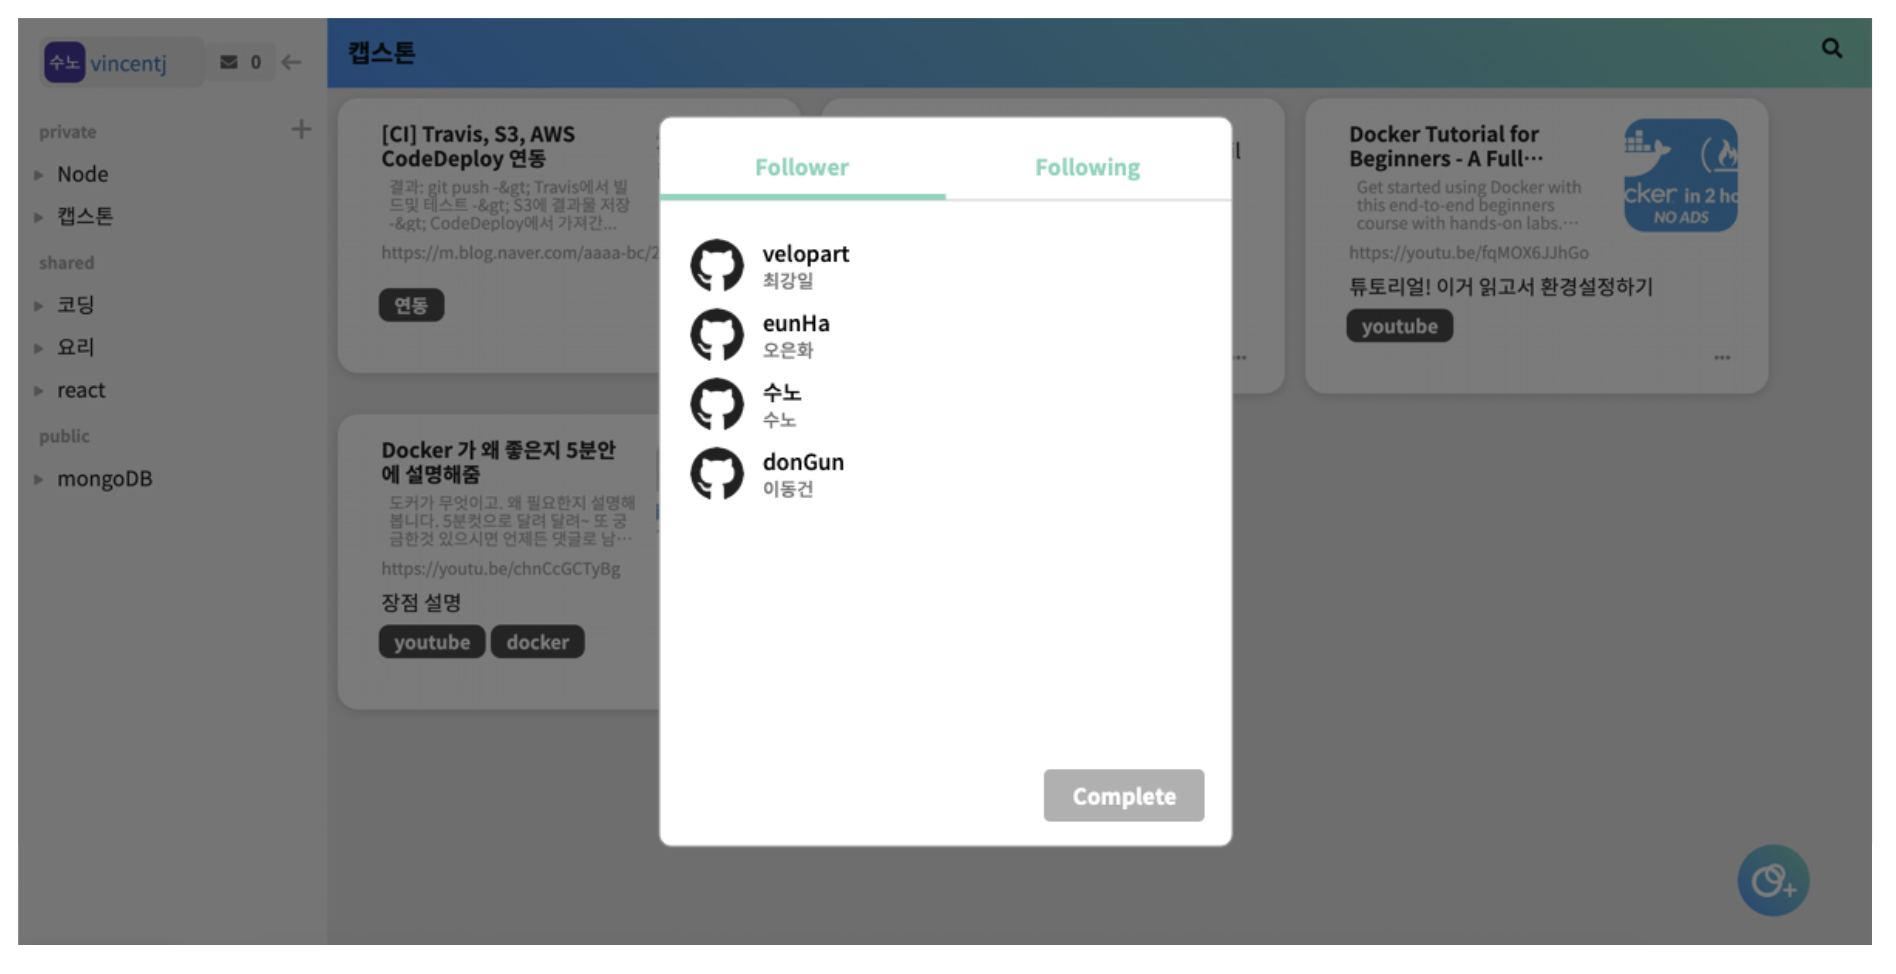 수노 vincentj 0
private
Node
캡스톤
shared
코딩
요리
react
public
mongoDB
캡스톤
[CI] Travis, S3, AWS
CodeDeploy 연동
결과: git push -&gt; Travis에서 빌
드및 테스트 -&gt; S3에 결과물 저장
-&gt; CodeDeploy에서 가져간...
https://m.blog.naver.com/aaaa-bc/2
연동
Docker Tutorial for
Beginners - A Full···
Get started using Docker with
this end-to-end beginners
course with hands-on labs.···
https://youtu.be/fqMOX6JJhGo
튜토리얼! 이거 읽고서 환경설정하기
youtube
cker in 2 ho
NO ADS
Docker 가 왜 좋은지 5분안
에 설명해줌
도커가 무엇이고, 왜 필요한지 설명해
봅니다. 5분컷으로 달려 달려~ 또 궁
금한것 있으시면 언제든 댓글로 남···
https://youtu.be/chnCcGCTyBg
장점 설명
youtube docker
Follower Following
velopart
최강일
eunHa
오은화
수노
수노
donGun
이동건
Complete